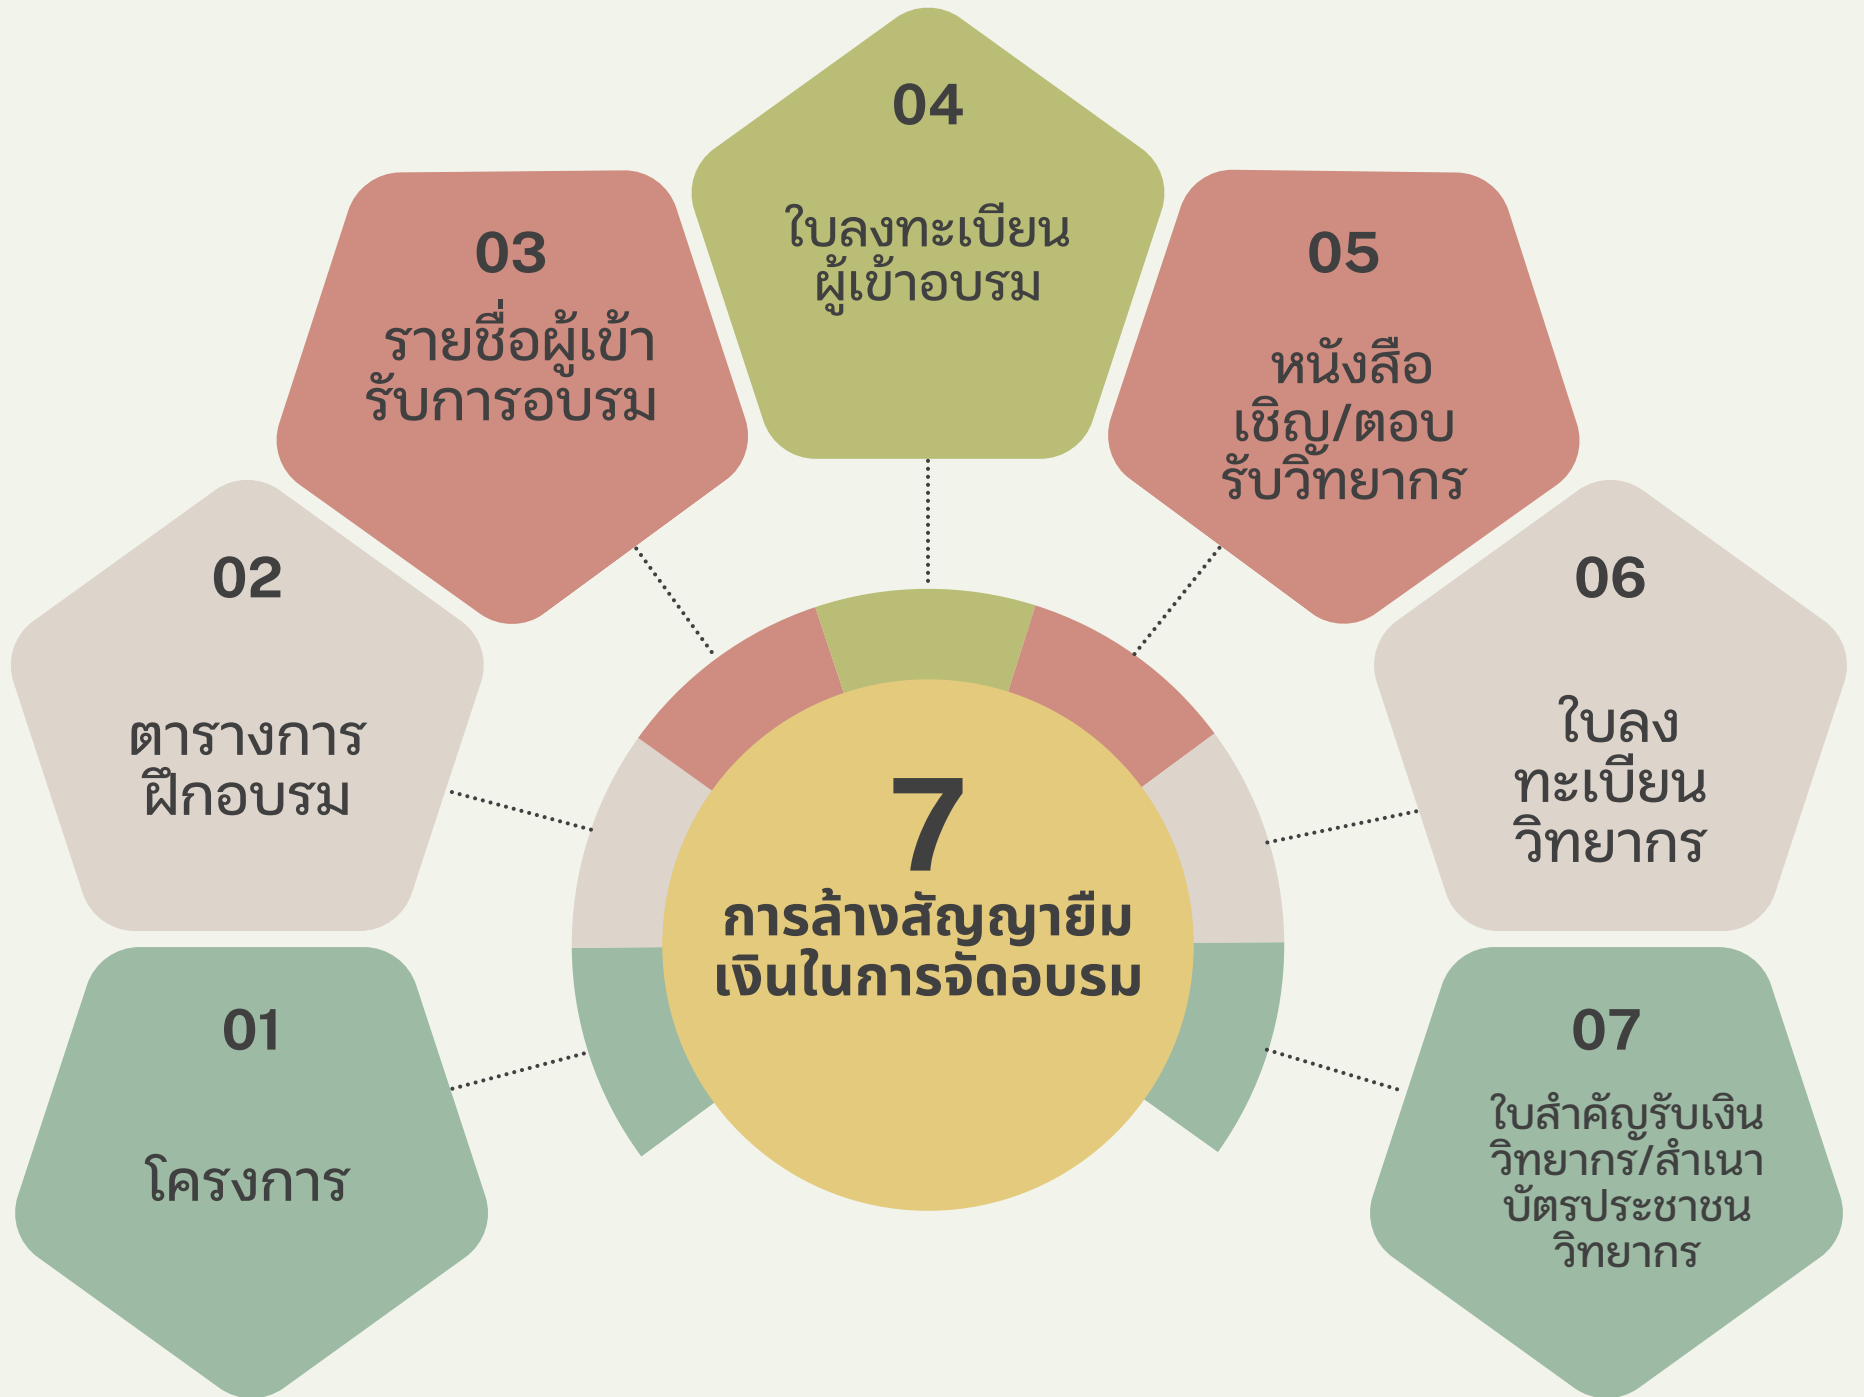 04
ใบลงทะเบียน
ผู้เข้าอบรม
03
รายชื่อผู้เข้า
รับการอบรม
05
หนังสือ
เชิญ/ตอบ
รับวิทยากร
02
ตารางการ
ฝึกอบรม
06
ใบลง
ทะเบียน
วิทยากร
7
การล้างสัญญายืม
เงินในการจัดอบรม
01
โครงการ
07
ใบสำคัญรับเงิน
วิทยากร/สำเนา
บัตรประชาชน
วิทยากร